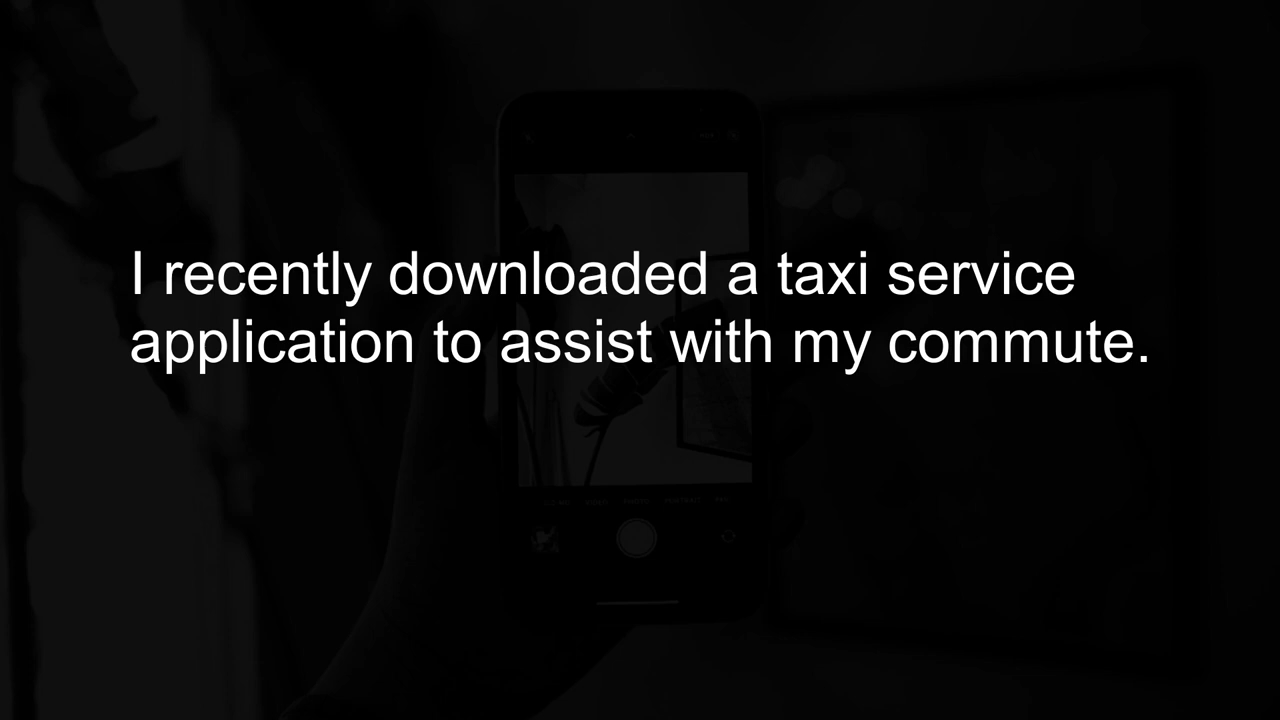 I recently downloaded a taxi service
application to assist with my commute.